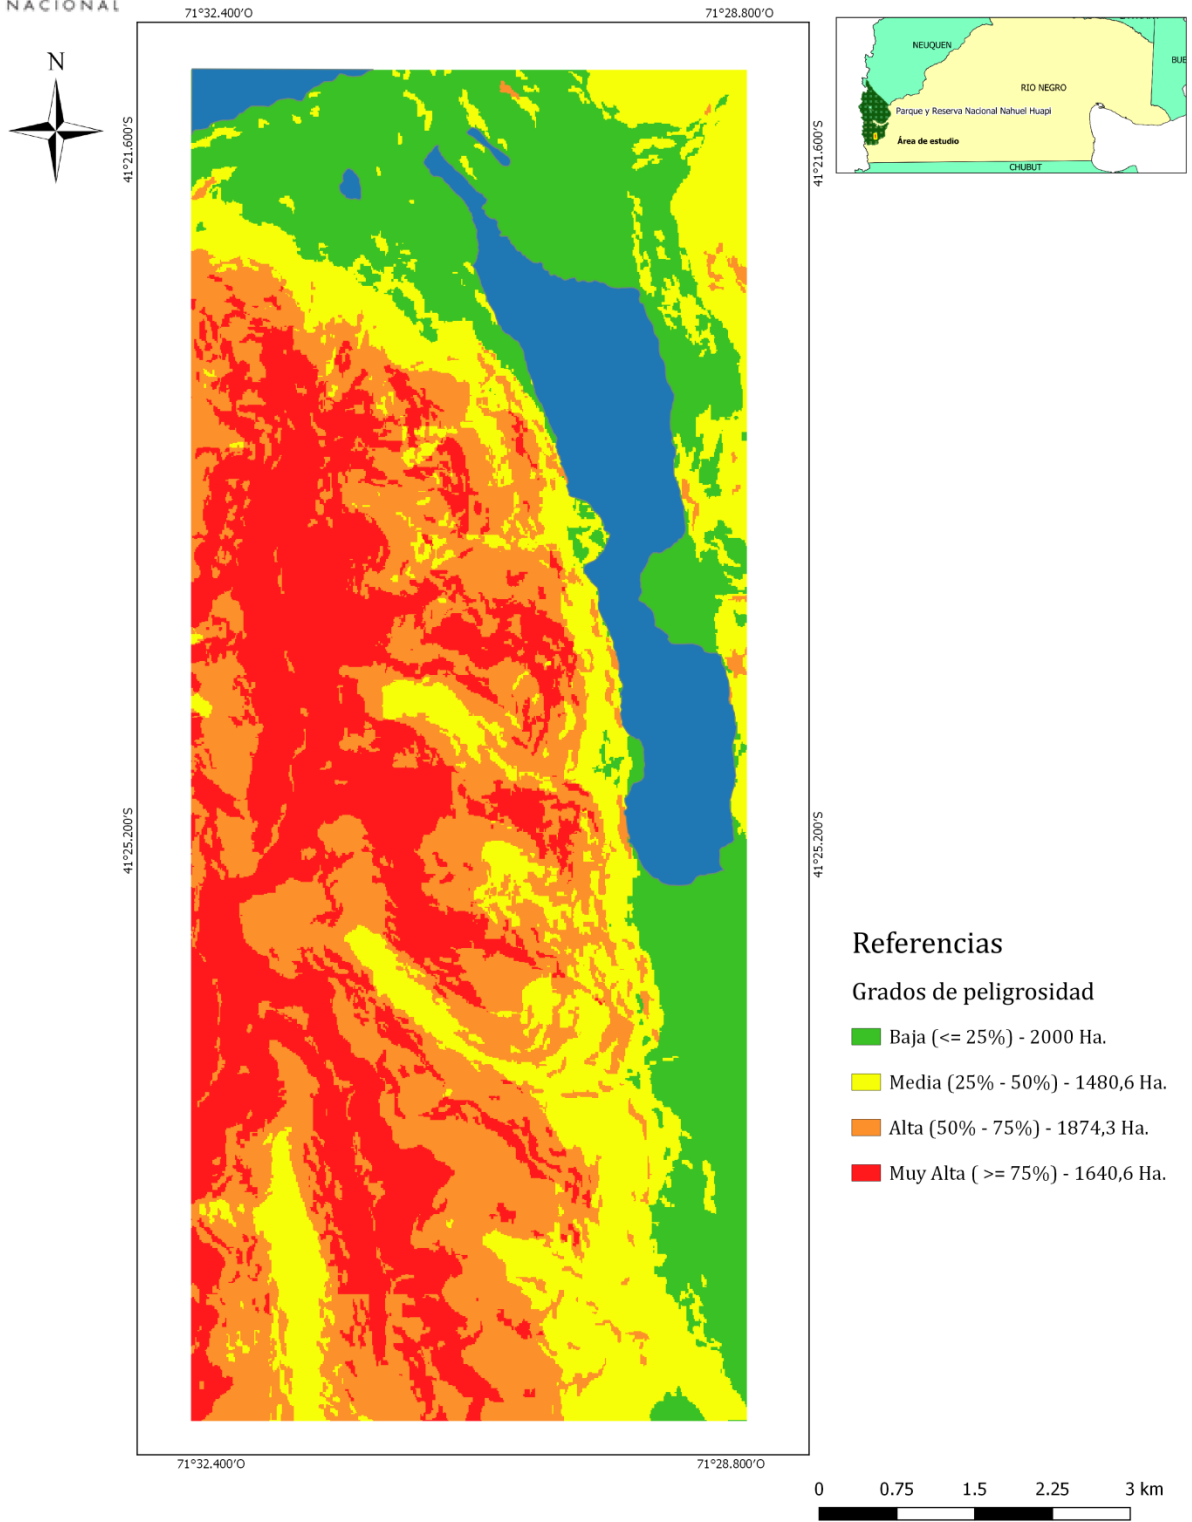 NACIONAL
71°32.400'O
71°28.800'O
N
41°21.600'S
41°21.600'S
NEUQUEN
BUE
RIO NEGRO
Parque y Reserva Nacional Nahuel Huapi
Área de estudio
CHUBUT
41°25.200'S
41°25.200'S
Referencias
Grados de peligrosidad
Baja (<= 25%) - 2000 Ha.
Media (25% - 50%) - 1480,6 Ha.
Alta (50% - 75%) - 1874,3 Ha.
Muy Alta ( >= 75%) - 1640,6 Ha.
71°32.400'O
71°28.800'O
0 0.75 1.5 2.25 3 km